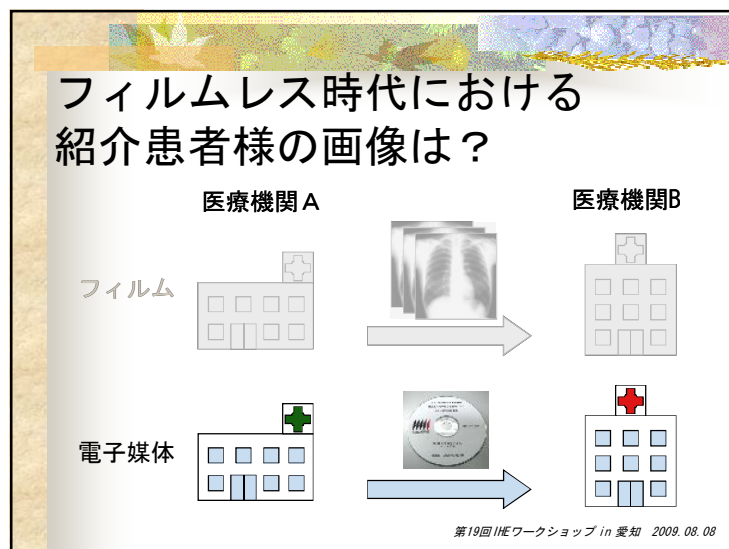 フィルムレス時代における
紹介患者様の画像は？
医療機関Ａ
医療機関B
フィルム
電子媒体
第19回IHEワークショップ in 愛知 2009.08.08